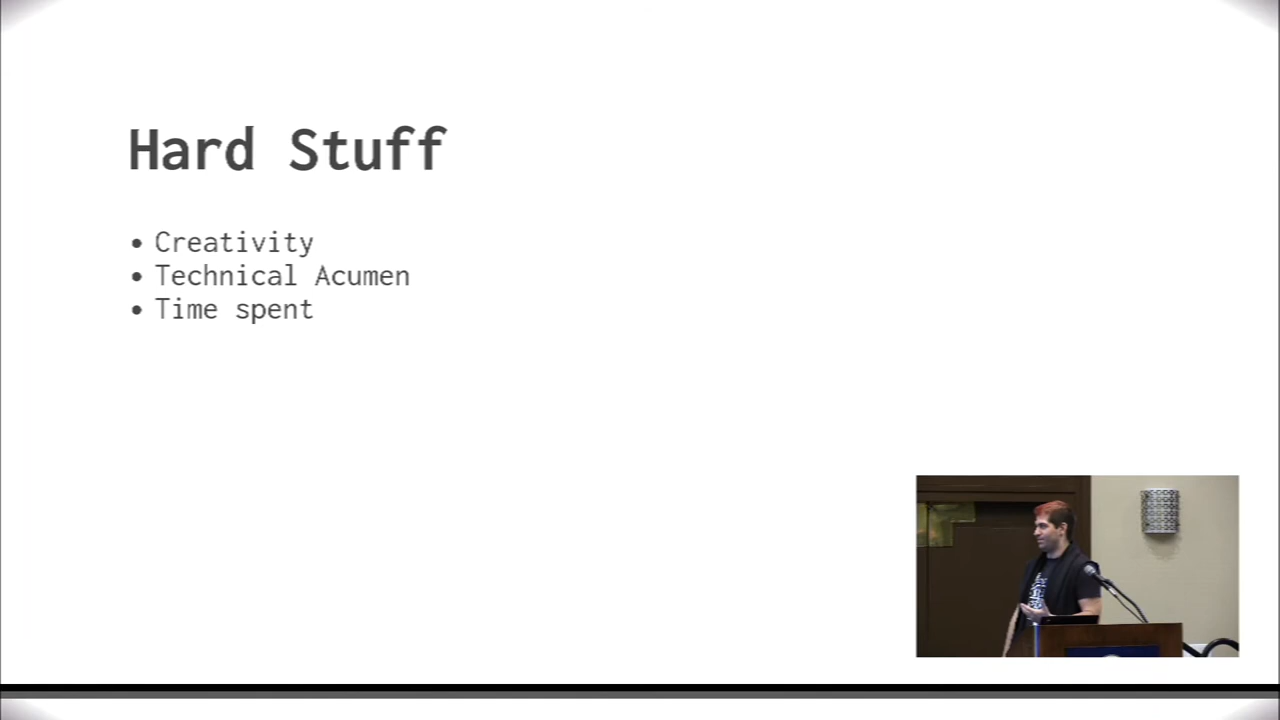 Hard Stuff
• Creativity
• Technical Acumen
• Time spent